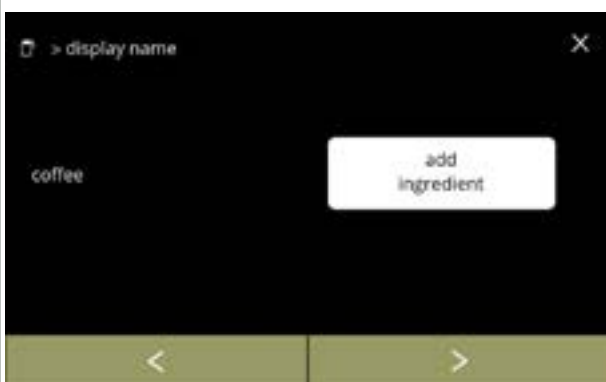 > display name
coffee
add
ingredient
< >